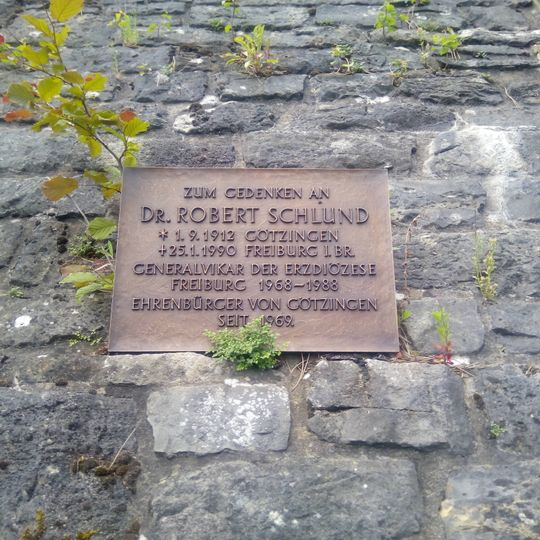 ZUM GEDENKEN AN
DR. ROBERT SCHLUND
* 1.9.1912 GÖTZINGEN
+25.1.1990 FREIBURG I.BR.
GENERALVIKAR DER ERZDIÖZESE
FREIBURG 1968-1988
EHRENBÜRGER VON GÖTZINGEN
SEIT 1969.